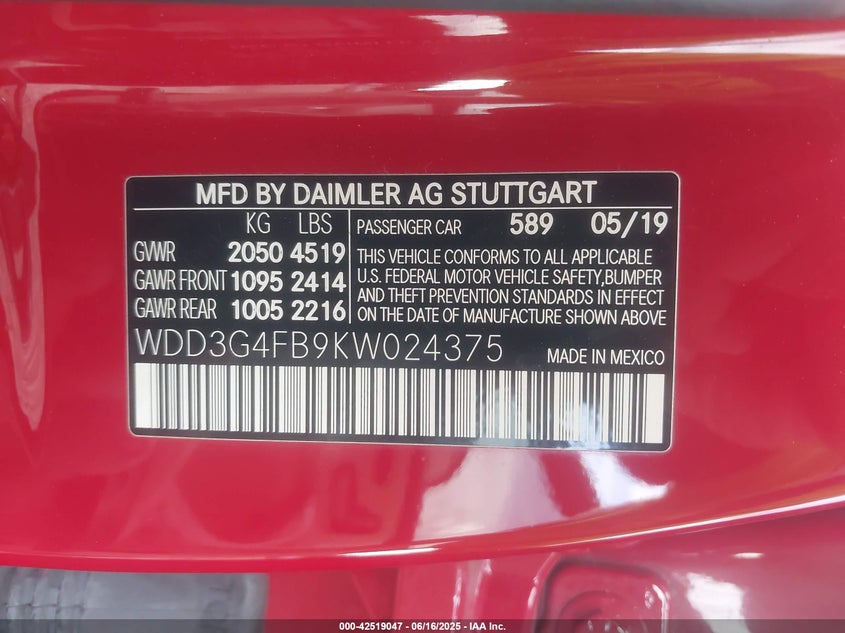 MFD BY DAIMLER AG STUTTGART
KG LBS
GVWR 2050 4519
GAWR FRONT 1095 2414
GAWR REAR 1005 2216
PASSENGER CAR 589 05/19
THIS VEHICLE CONFORMS TO ALL APPLICABLE
U.S. FEDERAL MOTOR VEHICLE SAFETY,BUMPER
AND THEFT PREVENTION STANDARDS IN EFFECT
ON THE DATE OF MANUFACTURE SHOWN ABOVE
WDD3G4FB9KW024375
MADE IN MEXICO
000-42519047 - 06/16/2025 - IAA Inc.